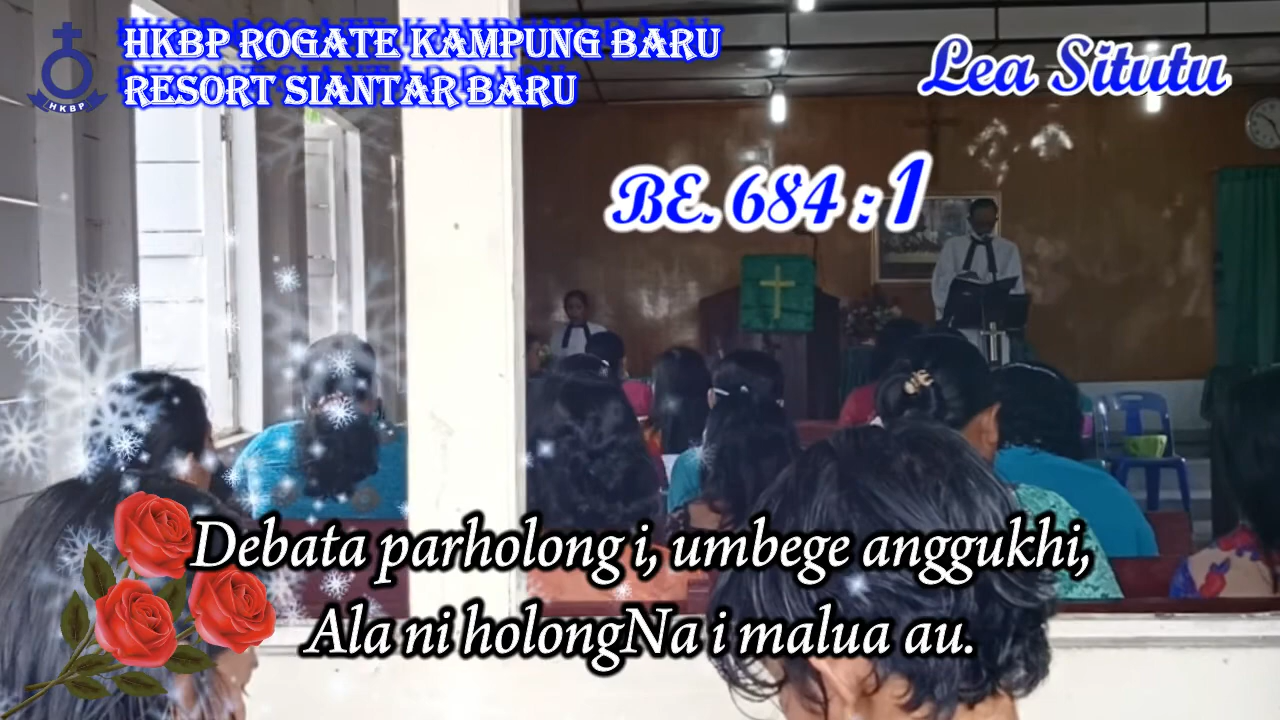 HKBP ROGATE KAMPUNG BARU
RESORT SIANTAR BARU
HKBP
Lea Situtu
BE. 684 : 1
Debata parholong i, umbege anggukhi,
Ala ni holongNa i malua au.